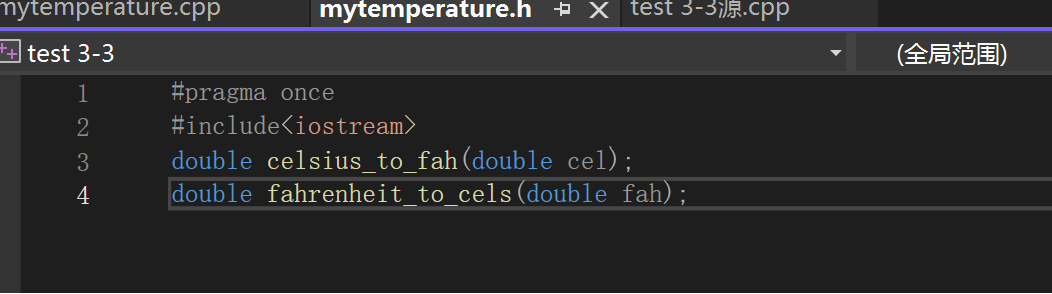 mytemperature.cpp mytemperature.h test 3-3源.cpp
test 3-3 (全局范围)
1 #pragma once
2 #include<iostream>
3 double celsius_to_fah(double cel);
4 double fahrenheit_to_cels(double fah);